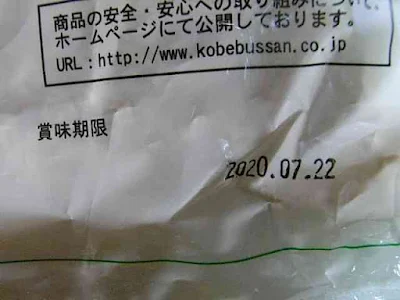 商品の安全・安心への取り組みについて、
ホームページにて公開しております。
URL：http://www.kobebussan.co.jp
賞味期限
2020.07.22